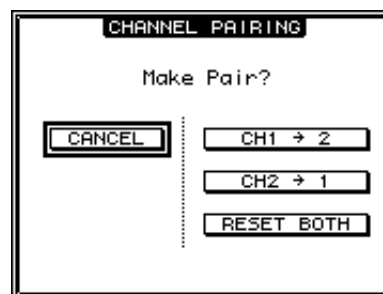 CHANNEL PAIRING
Make Pair?
CANCEL
CH1 → 2
CH2 → 1
RESET BOTH